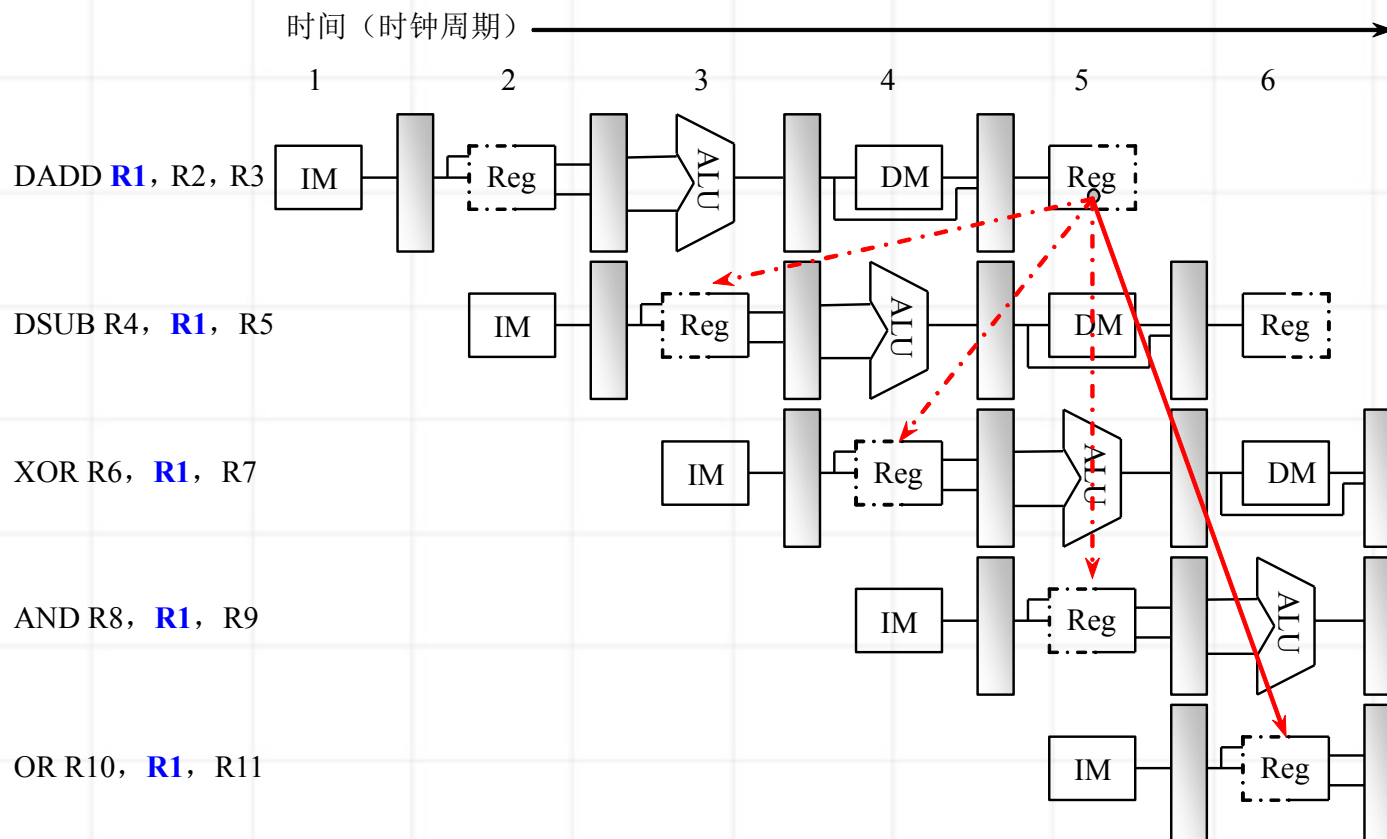 时间（时钟周期）
1 2 3 4 5 6
DADD R1，R2，R3 IM Reg ALU DM Reg
DSUB R4，R1，R5 IM Reg ALU DM Reg
XOR R6，R1，R7 IM Reg ALU DM
AND R8，R1，R9 IM Reg ALU
OR R10，R1，R11 IM Reg